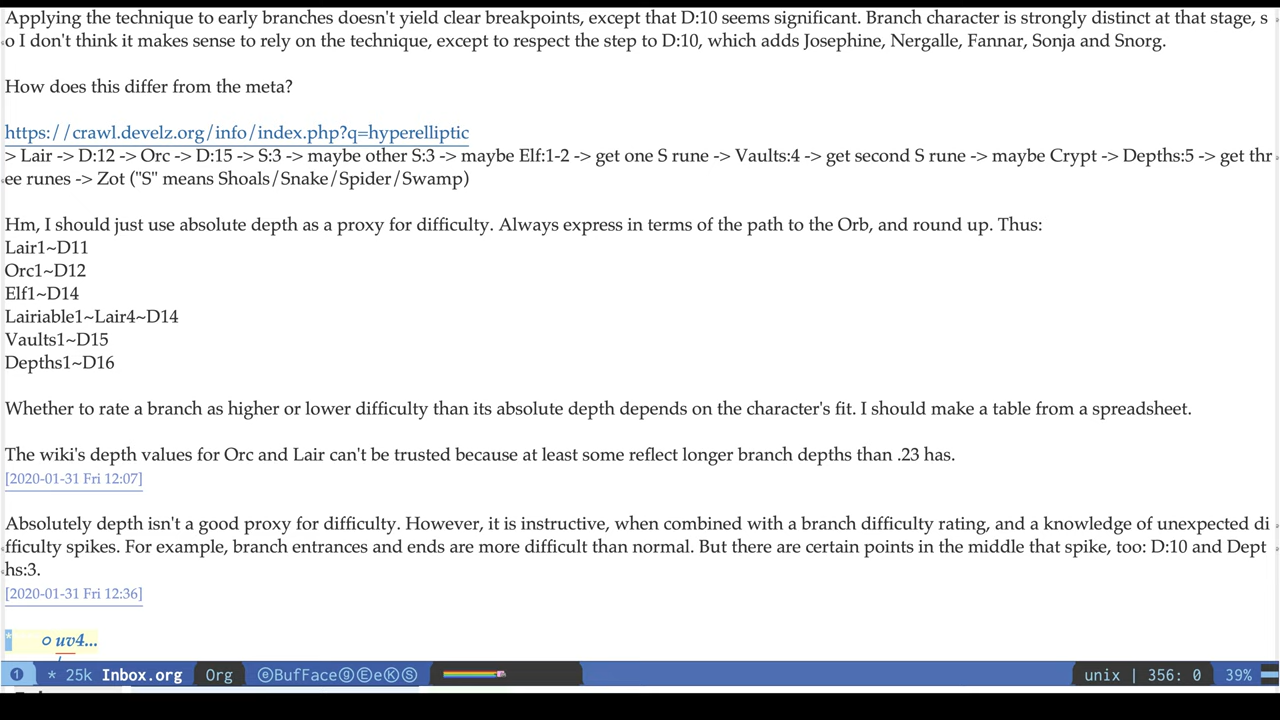 Applying the technique to early branches doesn't yield clear breakpoints, except that D:10 seems significant. Branch character is strongly distinct at that stage, s
o I don't think it makes sense to rely on the technique, except to respect the step to D:10, which adds Josephine, Nergalle, Fannar, Sonja and Snorg.
How does this differ from the meta?
https://crawl.develz.org/info/index.php?q=hyperelliptic
> Lair -> D:12 -> Orc -> D:15 -> S:3 -> maybe other S:3 -> maybe Elf:1-2 -> get one S rune -> Vaults:4 -> get second S rune -> maybe Crypt -> Depths:5 -> get thr
ee runes -> Zot ("S" means Shoals/Snake/Spider/Swamp)
Hm, I should just use absolute depth as a proxy for difficulty. Always express in terms of the path to the Orb, and round up. Thus:
Lair1~D11
Orc1~D12
Elf1~D14
Lairiable1~Lair4~D14
Vaults1~D15
Depths1~D16
Whether to rate a branch as higher or lower difficulty than its absolute depth depends on the character's fit. I should make a table from a spreadsheet.
The wiki's depth values for Orc and Lair can't be trusted because at least some reflect longer branch depths than .23 has.
[2020-01-31 Fri 12:07]
Absolutely depth isn't a good proxy for difficulty. However, it is instructive, when combined with a branch difficulty rating, and a knowledge of unexpected di
fficulty spikes. For example, branch entrances and ends are more difficult than normal. But there are certain points in the middle that spike, too: D:10 and Dept
hs:3.
[2020-01-31 Fri 12:36]
* ○ uv4...
❶ * 25k Inbox.org Org ⓔBufFaceⓖⒺeⓀⓈ unix | 356: 0 39%